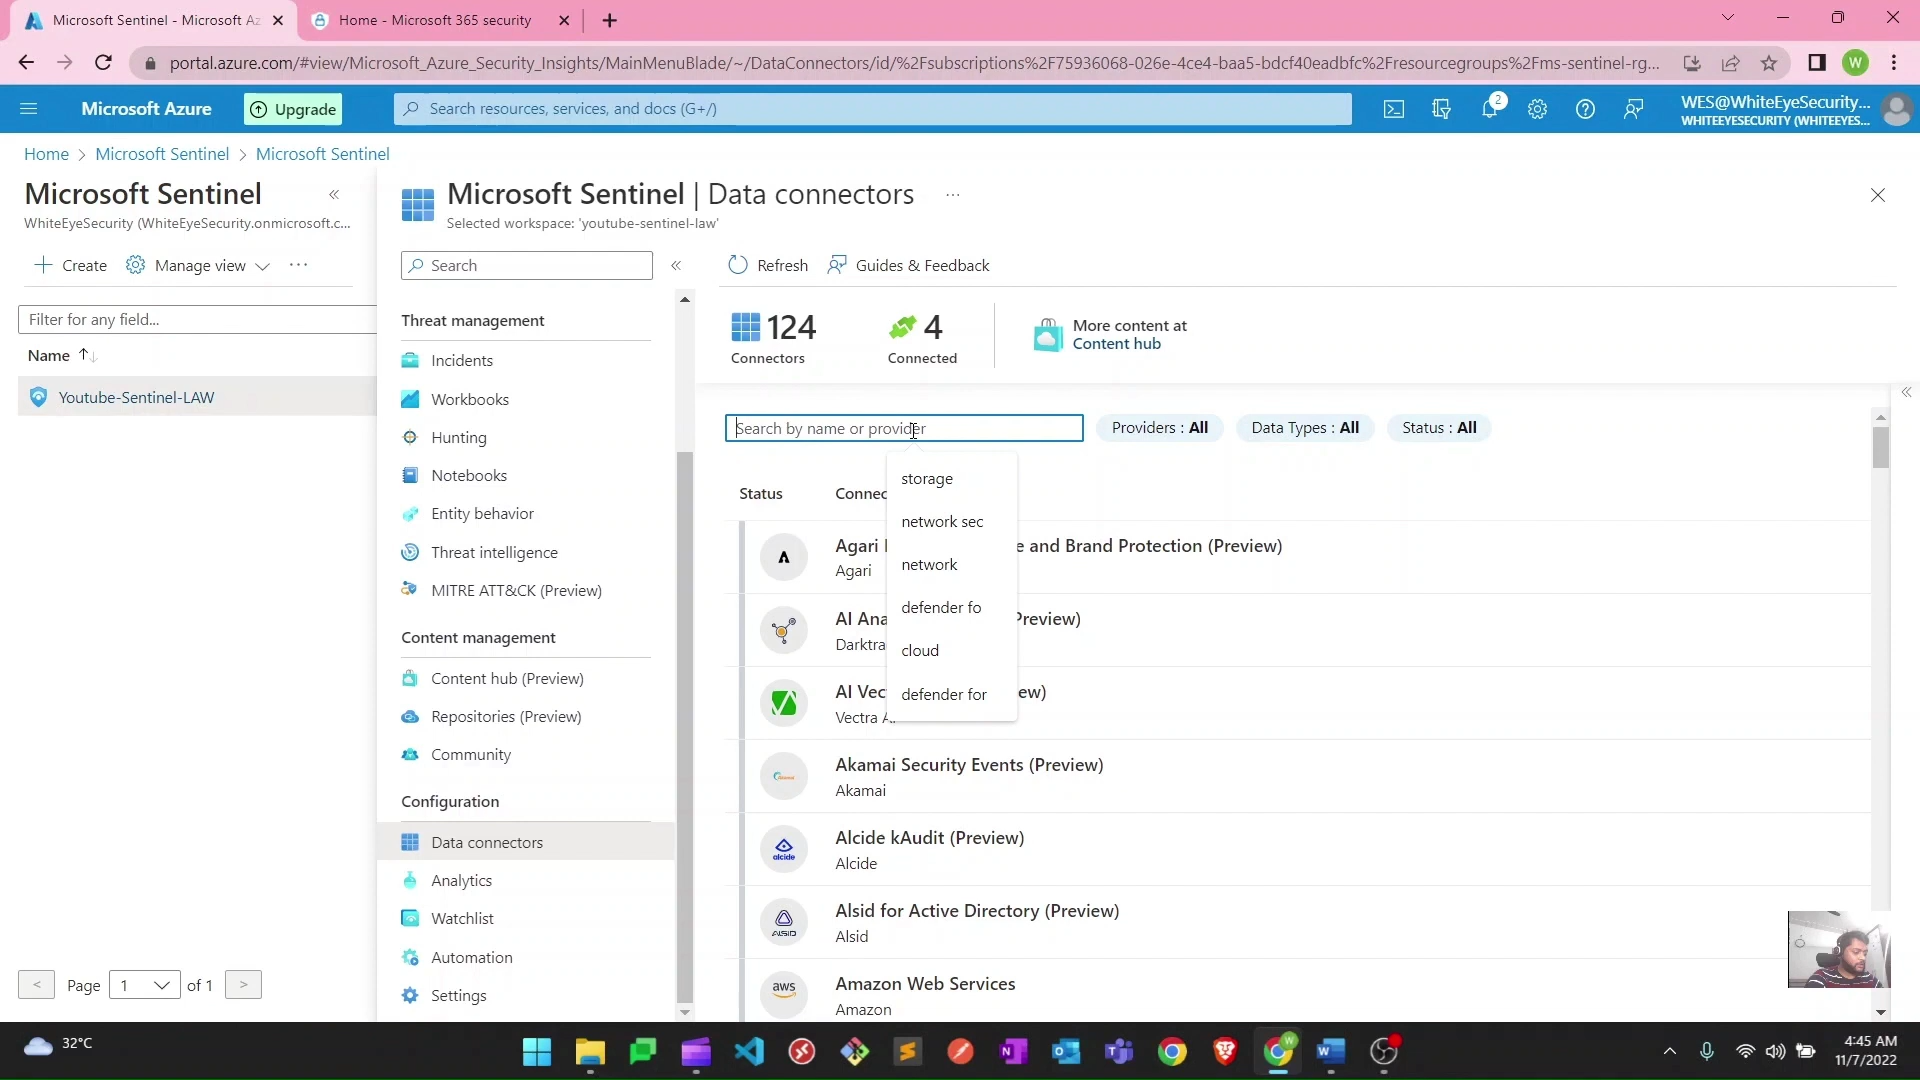 Microsoft Sentinel - Microsoft Az
Home - Microsoft 365 security
portal.azure.com/#view/Microsoft_Azure_Security_Insights/MainMenuBlade/~/DataConnectors/id/%2Fsubscriptions%2F75936068-026e-4ce4-baa5-bdcf40eadbfc%2Fresourcegroups%2Fms-sentinel-rg...
W
Microsoft Azure
Upgrade
Search resources, services, and docs (G+/)
2
WES@WhiteEyeSecurity...
WHITEEYESECURITY (WHITEEYES...
Home > Microsoft Sentinel > Microsoft Sentinel
Microsoft Sentinel
WhiteEyeSecurity (WhiteEyeSecurity.onmicrosoft.c...
Create
Manage view
Filter for any field...
Name
Youtube-Sentinel-LAW
< Page 1 of 1 >
Microsoft Sentinel | Data connectors
Selected workspace: 'youtube-sentinel-law'
Search
Threat management
Incidents
Workbooks
Hunting
Notebooks
Entity behavior
Threat intelligence
MITRE ATT&CK (Preview)
Content management
Content hub (Preview)
Repositories (Preview)
Community
Configuration
Data connectors
Analytics
Watchlist
Automation
Settings
Refresh
Guides & Feedback
124
Connectors
4
Connected
More content at
Content hub
Search by name or provider
Providers : All
Data Types : All
Status : All
storage
network sec
network
defender fo
cloud
defender for
Status
Connec
Agari
e and Brand Protection (Preview)
Agari
AI Ana
Preview)
Darktra
AI Vec
ew)
Vectra A
Akamai Security Events (Preview)
Akamai
Alcide kAudit (Preview)
Alcide
alcide
Alsid for Active Directory (Preview)
Alsid
ALSID
Amazon Web Services
Amazon
aws
32°C
4:45 AM
11/7/2022